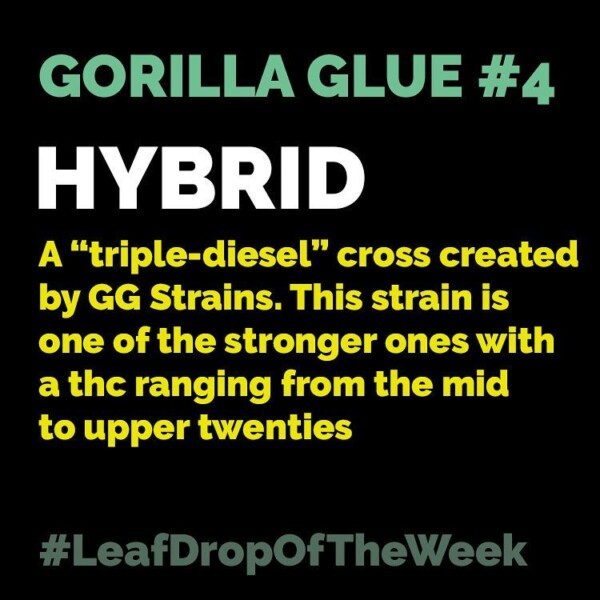 GORILLA GLUE #4
HYBRID
A “triple-diesel” cross created
by GG Strains. This strain is
one of the stronger ones with
a thc ranging from the mid
to upper twenties
#LeafDropOfTheWeek